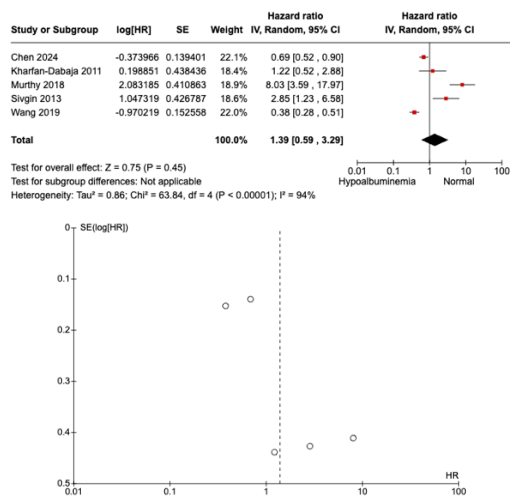 Hazard ratio Hazard ratio
Study or Subgroup log[HR] SE Weight IV, Random, 95% CI IV, Random, 95% CI
Chen 2024 -0.373966 0.139401 22.1% 0.69 [0.52 , 0.90]
Kharfan-Dabaja 2011 0.198851 0.438436 18.4% 1.22 [0.52 , 2.88]
Murthy 2018 2.083185 0.410863 18.9% 8.03 [3.59 , 17.97]
Sivgin 2013 1.047319 0.426787 18.6% 2.85 [1.23 , 6.58]
Wang 2019 -0.970219 0.152558 22.0% 0.38 [0.28 , 0.51]
Total 100.0% 1.39 [0.59 , 3.29]
Test for overall effect: Z = 0.75 (P = 0.45)
0.01 0.1 1 10 100
Test for subgroup differences: Not applicable
Hypoalbuminemia Normal
Heterogeneity: Tau² = 0.86; Chi² = 63.84, df = 4 (P < 0.00001); I² = 94%
0 SE(log[HR])
0.1
0.2
0.3
0.4
HR
0.5
0.01 0.1 1 10 100